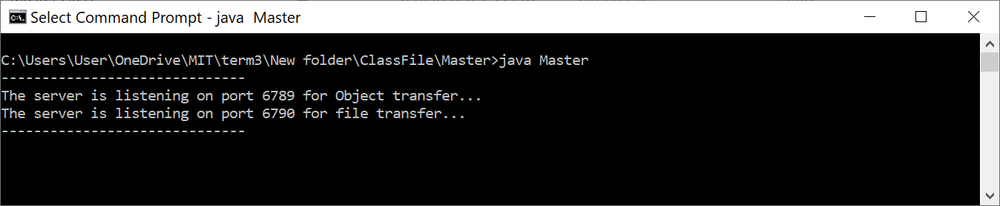 Select Command Prompt - java  Master
C:\Users\User\OneDrive\MIT\term3\New folder\ClassFile\Master>java Master
------------------------------
The server is listening on port 6789 for Object transfer...
The server is listening on port 6790 for file transfer...
------------------------------